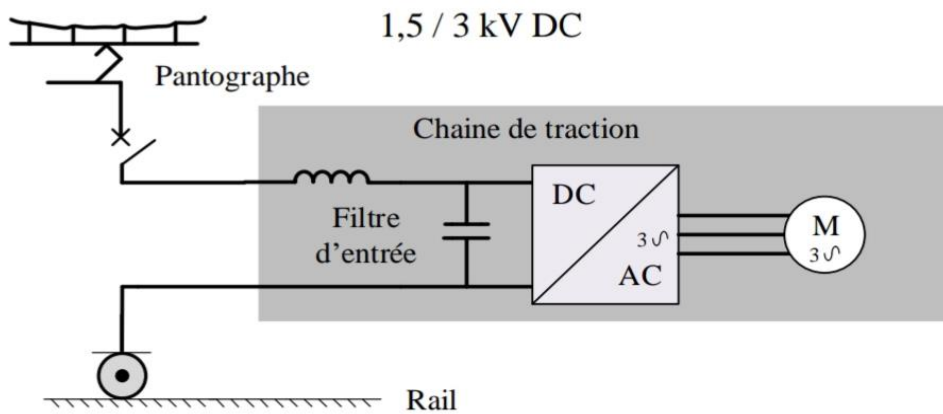 1,5 / 3 kV DC
Pantographe
Chaine de traction
Filtre
d’entrée
DC
3
AC
M
3
Rail